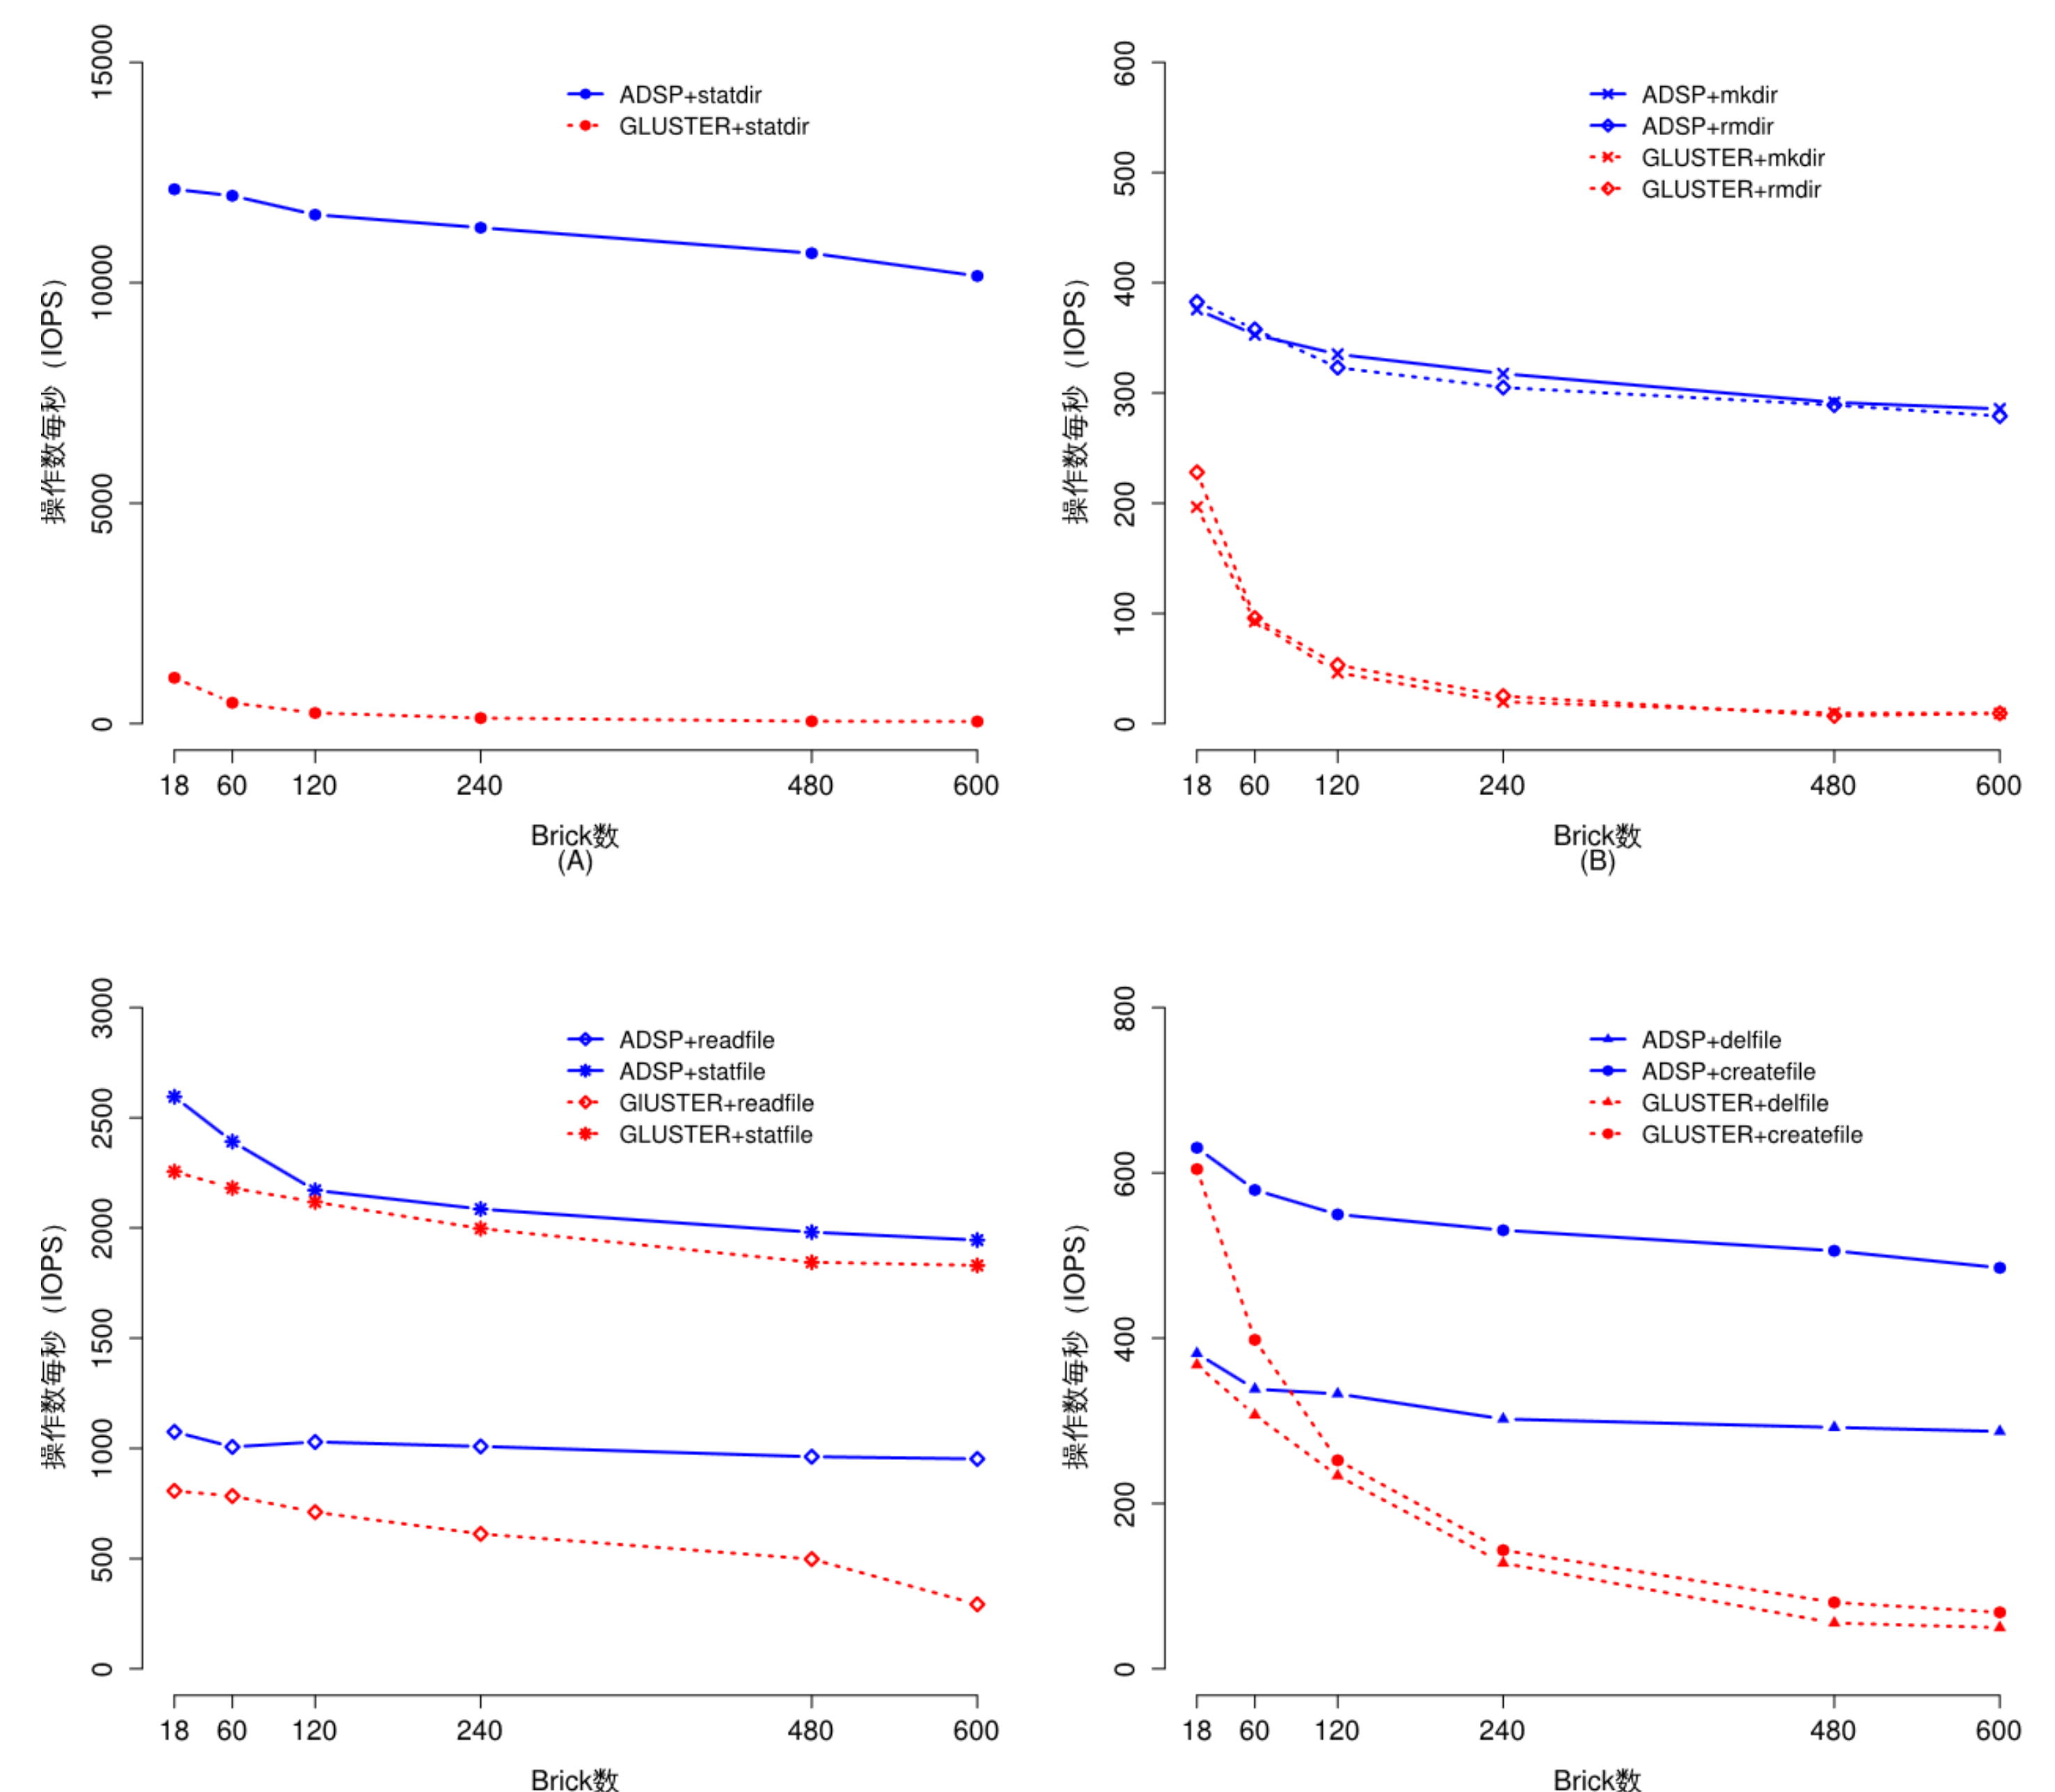 15000
10000
5000
0
操作数每秒（IOPS）
ADSP+statdir
GLUSTER+statdir
18 60 120 240 480 600
Brick数
(A)
600
500
400
300
200
100
0
操作数每秒（IOPS）
ADSP+mkdir
ADSP+rmdir
GLUSTER+mkdir
GLUSTER+rmdir
18 60 120 240 480 600
Brick数
(B)
3000
2500
2000
1500
1000
500
0
操作数每秒（IOPS）
ADSP+readfile
ADSP+statfile
GlUSTER+readfile
GLUSTER+statfile
18 60 120 240 480 600
Brick数
800
600
400
200
0
操作数每秒（IOPS）
ADSP+delfile
ADSP+createfile
GLUSTER+delfile
GLUSTER+createfile
18 60 120 240 480 600
Brick数